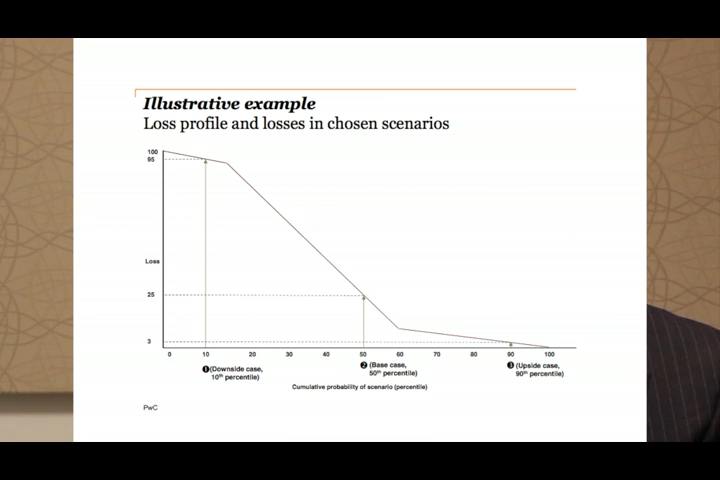 Illustrative example
Loss profile and losses in chosen scenarios
100
95
Loss
25
3
0 10 20 30 40 50 60 70 80 90 100
❶ (Downside case,
10th percentile)
❷ (Base case,
50th percentile)
❸ (Upside case,
90th percentile)
Cumulative probability of scenario (percentile)
PwC